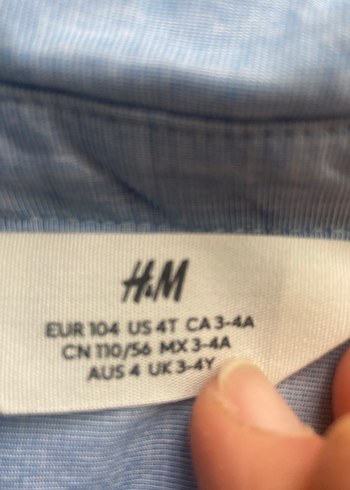 H&M
EUR 104 US 4T CA 3-4A
CN 110/56 MX 3-4A
AUS 4 UK 3-4Y